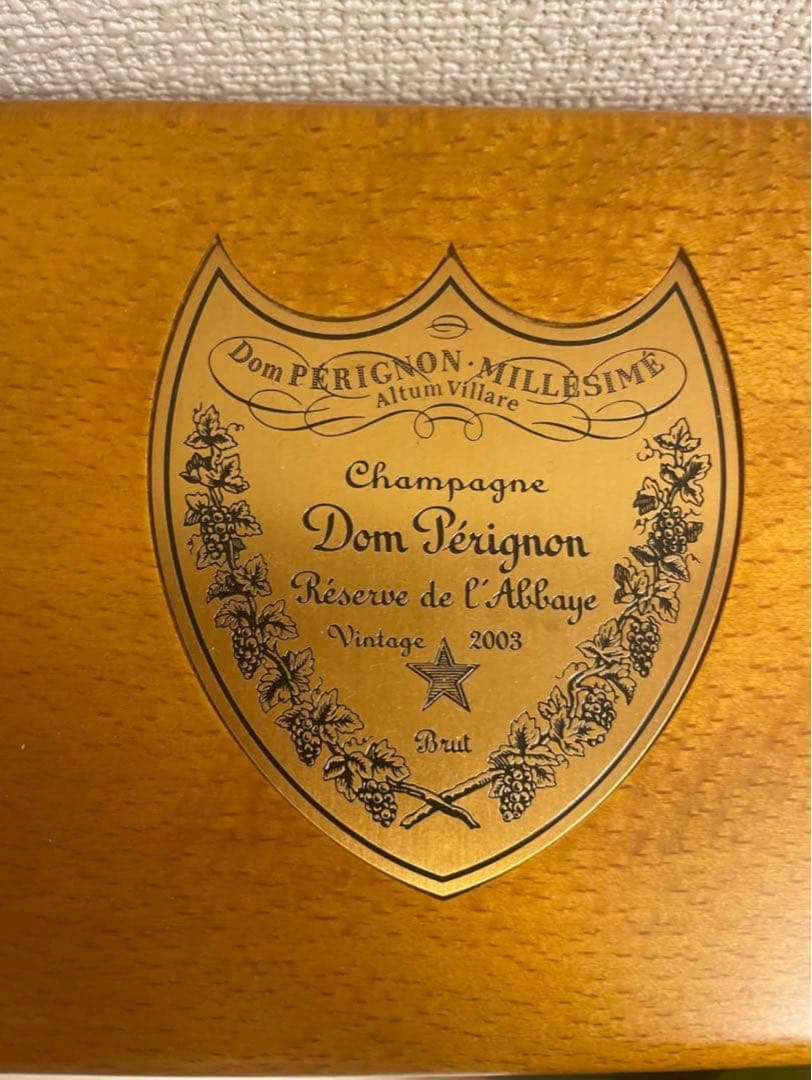 Dom PÉRIGNON · MILLÉSIMÉ
Altum Villare
Champagne
Dom Pérignon
Réserve de l'Abbaye
Vintage 2003
Brut